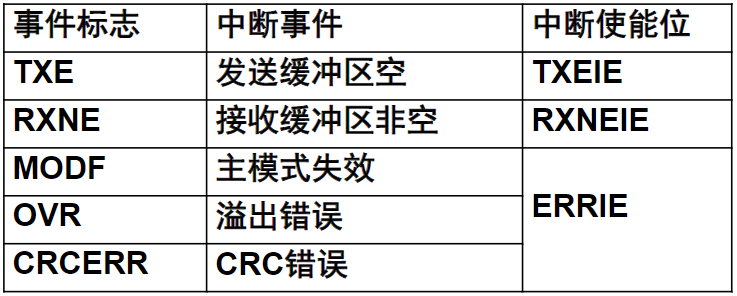 事件标志 中断事件 中断使能位
TXE 发送缓冲区空 TXEIE
RXNE 接收缓冲区非空 RXNEIE
MODF 主模式失效
ERRIE
OVR 溢出错误
CRCERR CRC错误